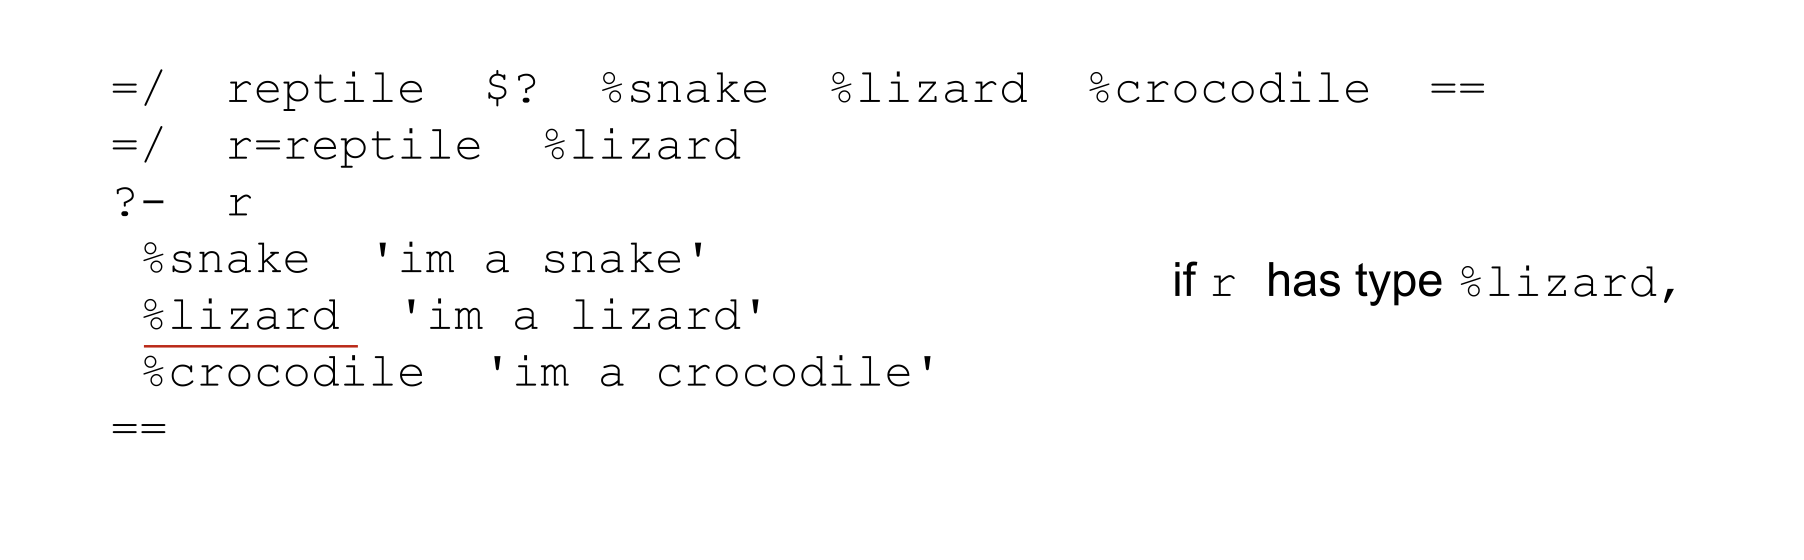 =/  reptile  $?  %snake  %lizard  %crocodile  ==
=/  r=reptile  %lizard
?-  r
 %snake  'im a snake'
 %lizard  'im a lizard'
 %crocodile  'im a crocodile'
==
if r has type %lizard,